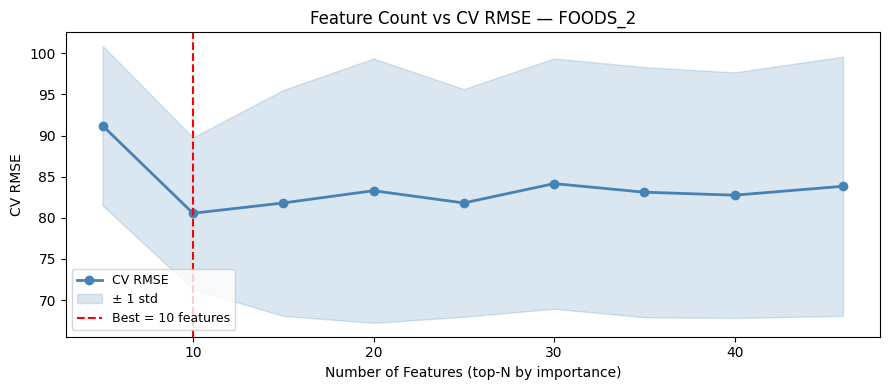 Feature Count vs CV RMSE — FOODS_2
CV RMSE
100
95
90
85
80
75
70
CV RMSE
± 1 std
Best = 10 features
10
20
30
40
Number of Features (top-N by importance)